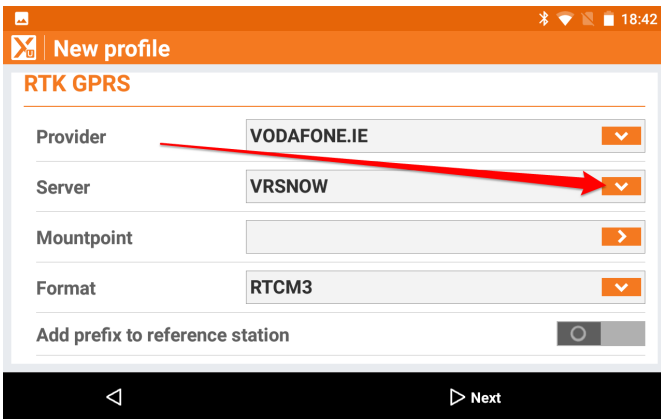 18:42
Xu New profile
RTK GPRS
Provider VODAFONE.IE
Server VRSNOW
Mountpoint
Format RTCM3
Add prefix to reference station
Next